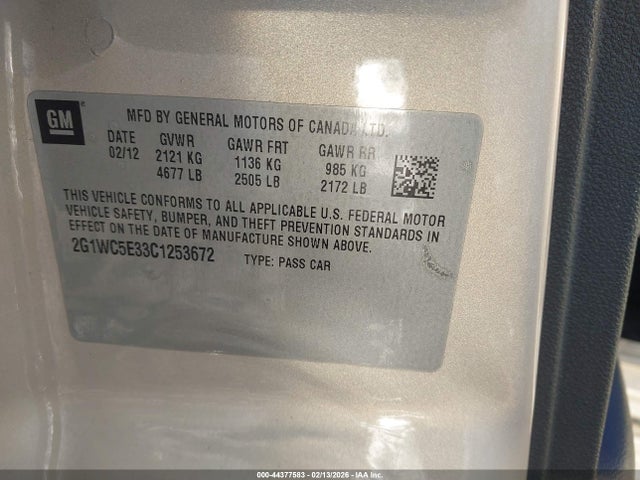 GM
MFD BY GENERAL MOTORS OF CANADA LTD.
DATE GVWR GAWR FRT GAWR RR
02/12 2121 KG 1136 KG 985 KG
4677 LB 2505 LB 2172 LB
THIS VEHICLE CONFORMS TO ALL APPLICABLE U.S. FEDERAL MOTOR
VEHICLE SAFETY, BUMPER, AND THEFT PREVENTION STANDARDS IN
EFFECT ON THE DATE OF MANUFACTURE SHOWN ABOVE.
2G1WC5E33C1253672 TYPE: PASS CAR
000-44377583 - 02/13/2026 - IAA Inc.